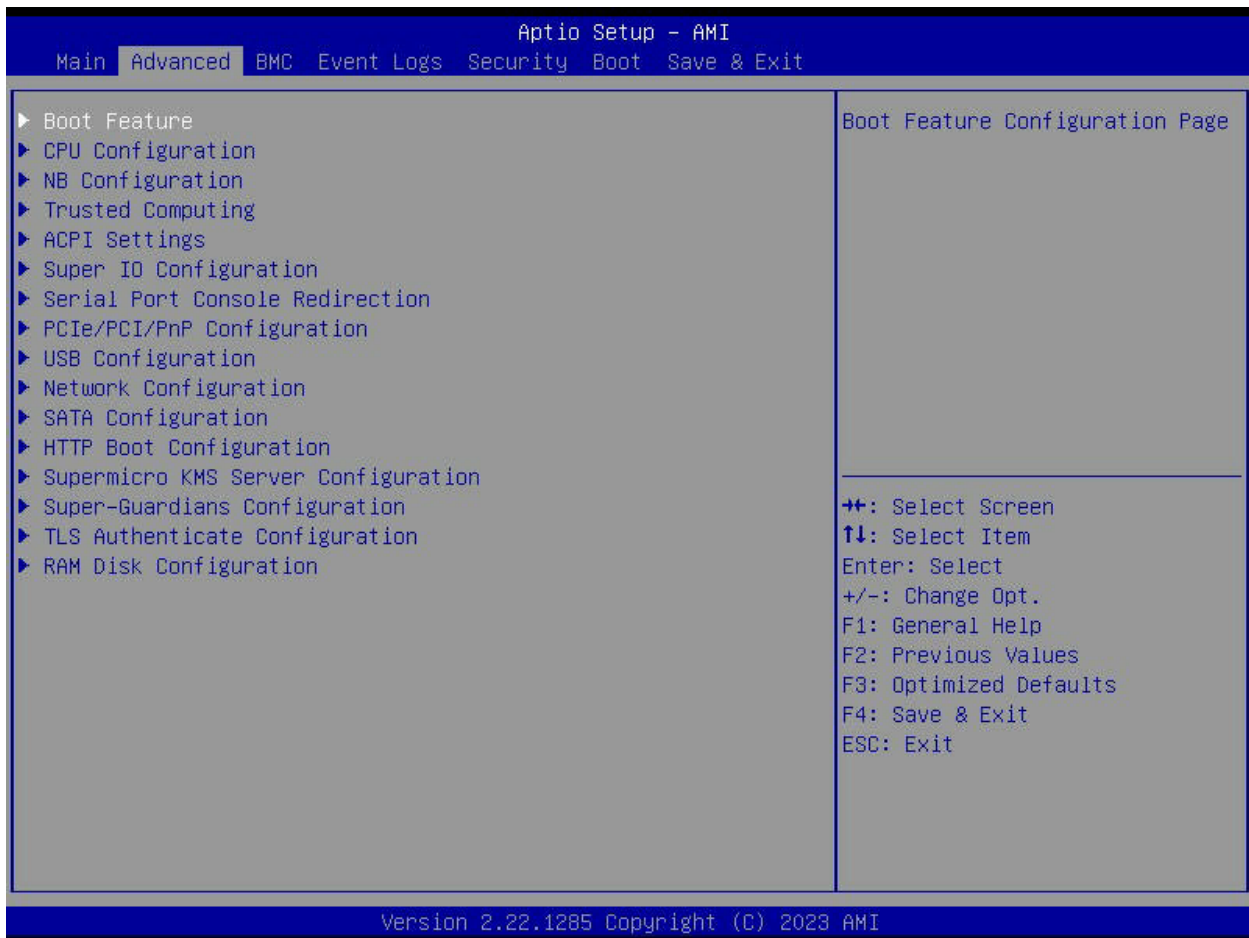 Aptio Setup – AMI
Main Advanced BMC Event Logs Security Boot Save & Exit
▶ Boot Feature
▶ CPU Configuration
▶ NB Configuration
▶ Trusted Computing
▶ ACPI Settings
▶ Super IO Configuration
▶ Serial Port Console Redirection
▶ PCIe/PCI/PnP Configuration
▶ USB Configuration
▶ Network Configuration
▶ SATA Configuration
▶ HTTP Boot Configuration
▶ Supermicro KMS Server Configuration
▶ Super-Guardians Configuration
▶ TLS Authenticate Configuration
▶ RAM Disk Configuration
Boot Feature Configuration Page
→←: Select Screen
↑↓: Select Item
Enter: Select
+/-: Change Opt.
F1: General Help
F2: Previous Values
F3: Optimized Defaults
F4: Save & Exit
ESC: Exit
Version 2.22.1285 Copyright (C) 2023 AMI